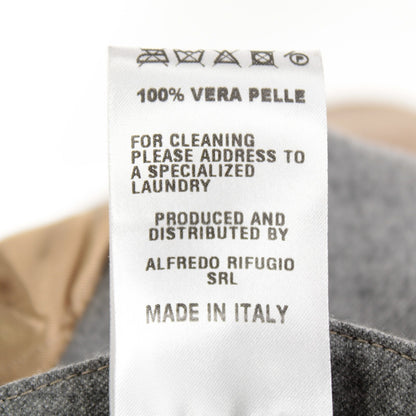 100% VERA PELLE
FOR CLEANING
PLEASE ADDRESS TO
A SPECIALIZED
LAUNDRY
PRODUCED AND
DISTRIBUTED BY
ALFREDO RIFUGIO
SRL
MADE IN ITALY